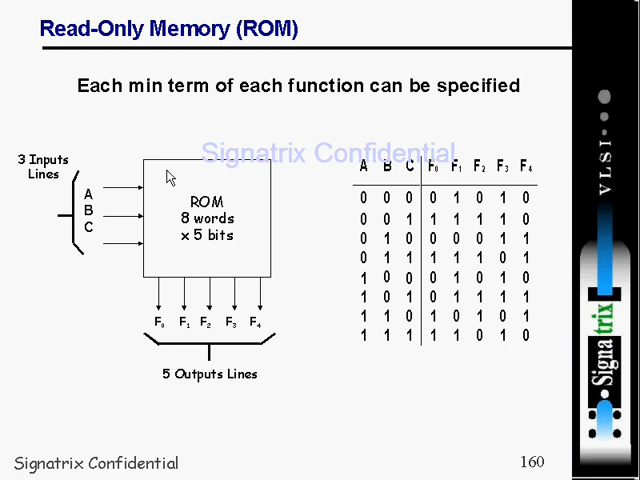 Read-Only Memory (ROM)
Each min term of each function can be specified
Signatrix Confidential
3 Inputs
Lines
A
B
C
ROM
8 words
x 5 bits
F₀ F₁ F₂ F₃ F₄
5 Outputs Lines
A B C F₀ F₁ F₂ F₃ F₄
0 0 0 0 1 0 1 0
0 0 1 1 1 1 1 0
0 1 0 0 0 0 1 1
0 1 1 1 1 1 0 1
1 0 0 0 1 0 1 0
1 0 1 0 1 1 1 1
1 1 0 1 0 1 0 1
1 1 1 1 1 0 1 0
VLSI
Signatrix
Signatrix Confidential
160